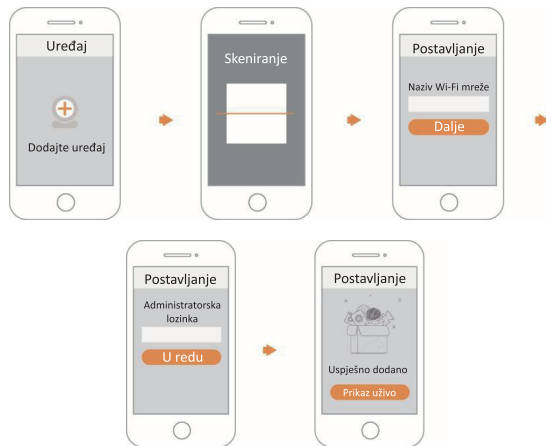 Uređaj
Dodajte uređaj
Skeniranje
Postavljanje
Naziv Wi-Fi mreže
Dalje
Postavljanje
Administratorska
lozinka
U redu
Postavljanje
Uspješno dodano
Prikaz uživo